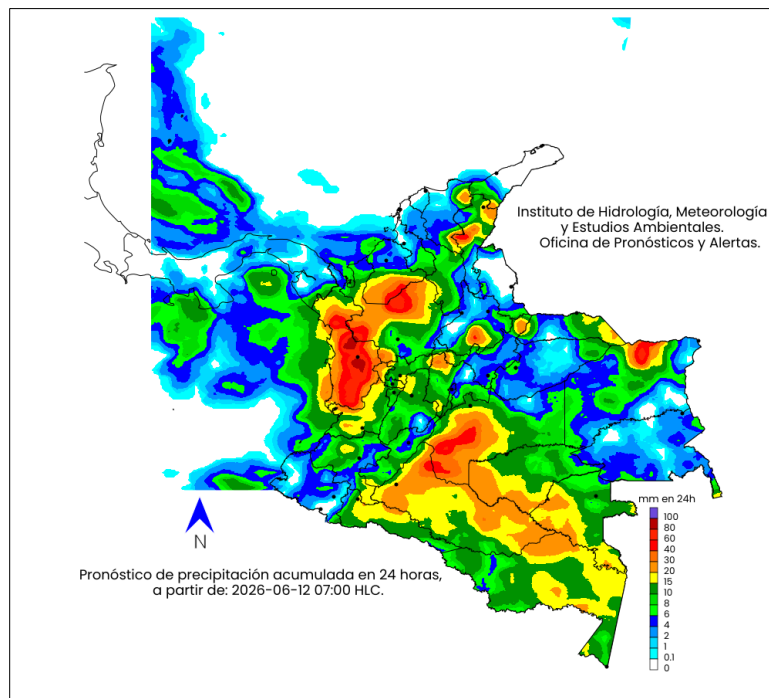 Instituto de Hidrología, Meteorología
y Estudios Ambientales.
Oficina de Pronósticos y Alertas.
mm en 24h
100
80
60
40
30
20
15
10
8
6
4
2
1
0.1
0
N
Pronóstico de precipitación acumulada en 24 horas,
a partir de: 2026-06-12 07:00 HLC.